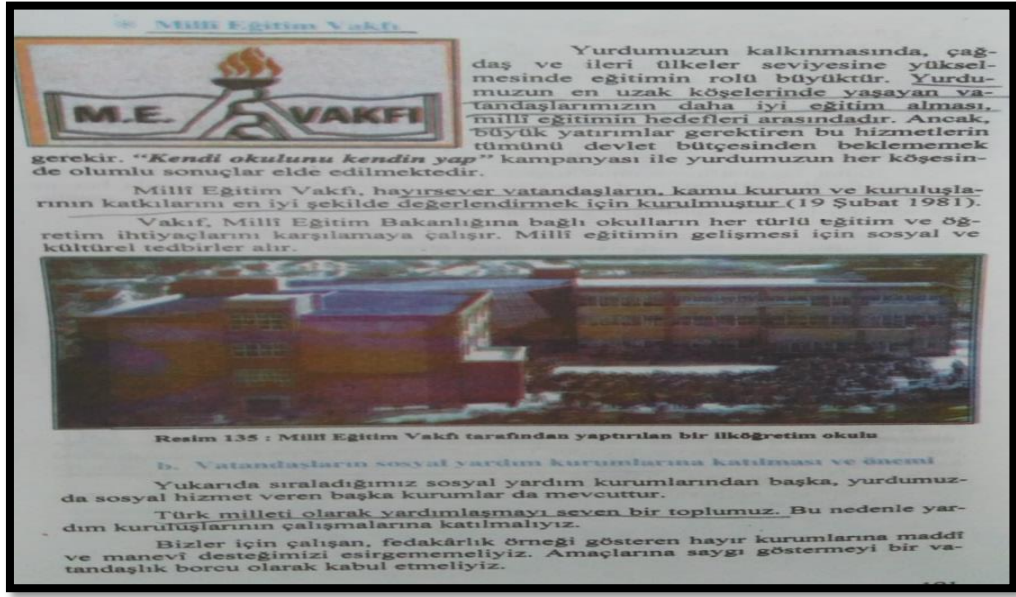 Millî Eğitim Vakfı
M.E. VAKFI
Yurdumuzun kalkınmasında, çağ-
daş ve ileri ülkeler seviyesine yüksel-
mesinde eğitimin rolü büyüktür. Yurdu-
muzun en uzak köşelerinde yaşayan va-
tandaşlarımızın daha iyi eğitim alması,
millî eğitimin hedefleri arasındadır. Ancak,
büyük yatırımlar gerektiren bu hizmetlerin
tümünü devlet bütçesinden beklememek
gerekir. “Kendi okulunu kendin yap” kampanyası ile yurdumuzun her köşesin-
de olumlu sonuçlar elde edilmektedir.
Millî Eğitim Vakfı, hayırsever vatandaşların, kamu kurum ve kuruluşla-
rının katkılarını en iyi şekilde değerlendirmek için kurulmuştur (19 Şubat 1981).
Vakıf, Millî Eğitim Bakanlığına bağlı okulların her türlü eğitim ve öğ-
retim ihtiyaçlarını karşılamaya çalışır. Millî eğitimin gelişmesi için sosyal ve
kültürel tedbirler alır.
Resim 135 : Millî Eğitim Vakfı tarafından yaptırılan bir ilköğretim okulu
b. Vatandaşların sosyal yardım kurumlarına katılması ve önemi
Yukarıda sıraladığımız sosyal yardım kurumlarından başka, yurdumuz-
da sosyal hizmet veren başka kurumlar da mevcuttur.
Türk milleti olarak yardımlaşmayı seven bir toplumuz. Bu nedenle yar-
dım kuruluşlarının çalışmalarına katılmalıyız.
Bizler için çalışan, fedakârlık örneği gösteren hayır kurumlarına maddî
ve manevî desteğimizi esirgememeliyiz. Amaçlarına saygı göstermeyi bir va-
tandaşlık borcu olarak kabul etmeliyiz.